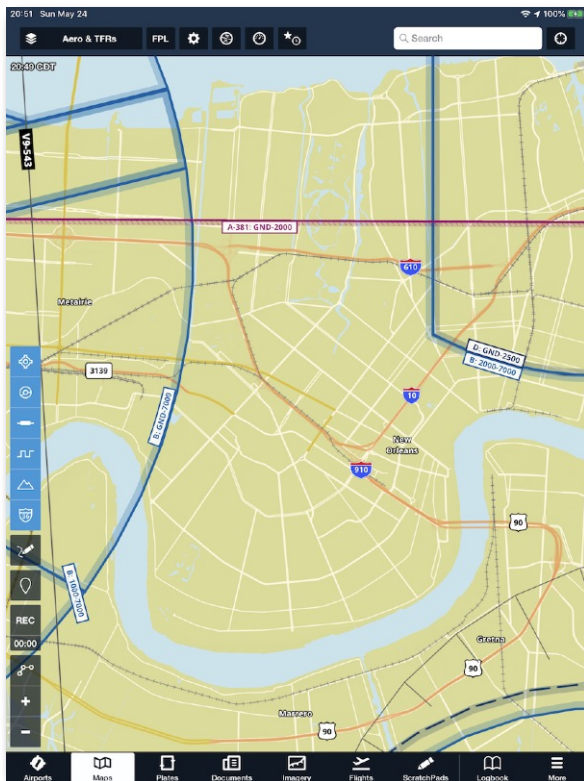 20:51 Sun May 24
100%
Aero & TFRs
FPL
Search
20:40 CDT
V9-543
A-381: GND-2000
610
Metairie
D: GND-2500
B: 2000-7000
3139
10
B: GND-7000
New
Orleans
910
90
B: 1000-7000
REC
00:00
Gretna
90
Marrero
90
Airports
Maps
Plates
Documents
Imagery
Flights
ScratchPads
Logbook
More